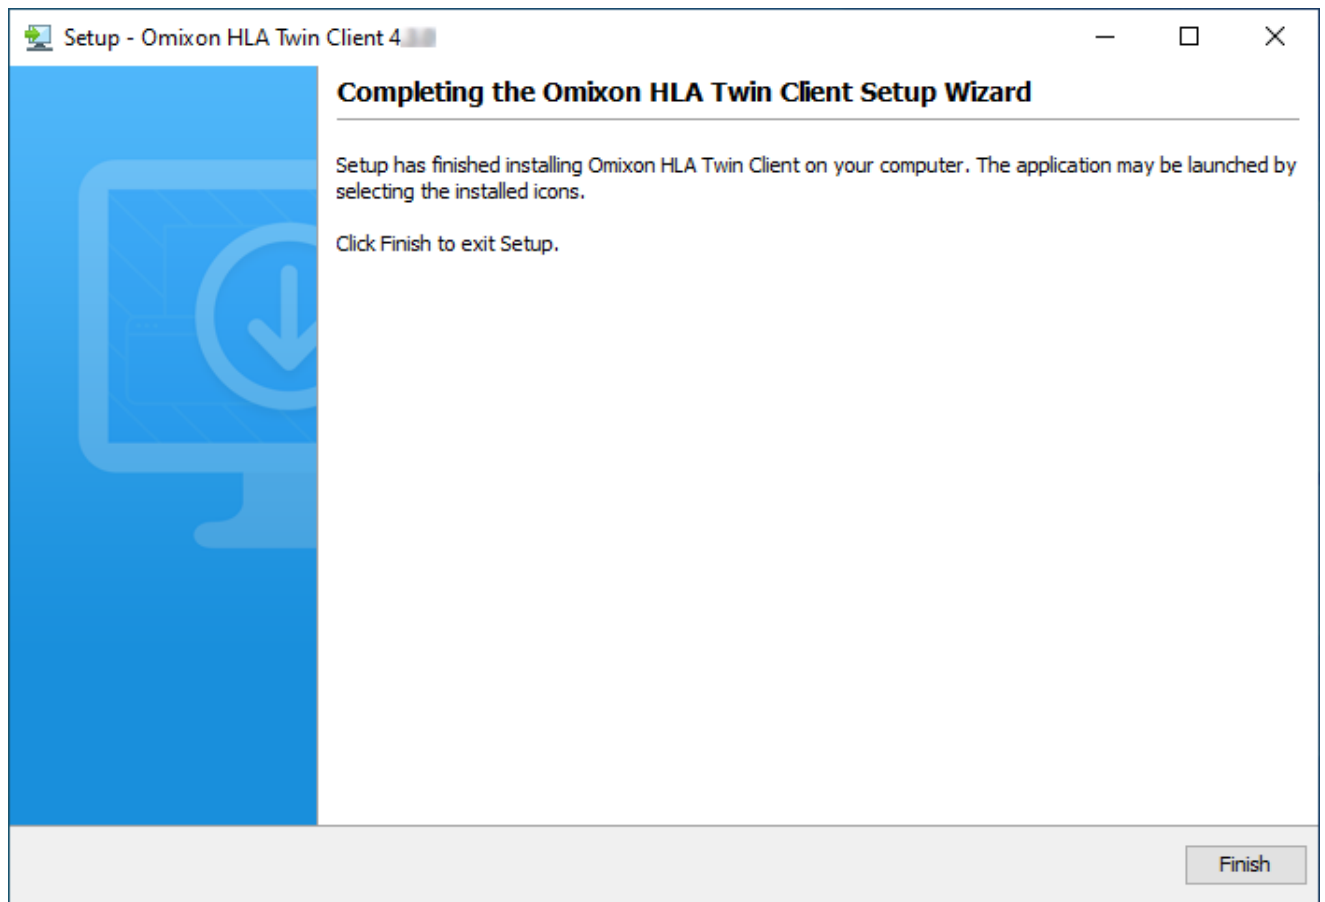 Setup - Omixon HLA Twin Client 4
Completing the Omixon HLA Twin Client Setup Wizard
Setup has finished installing Omixon HLA Twin Client on your computer. The application may be launched by
selecting the installed icons.
Click Finish to exit Setup.
Finish